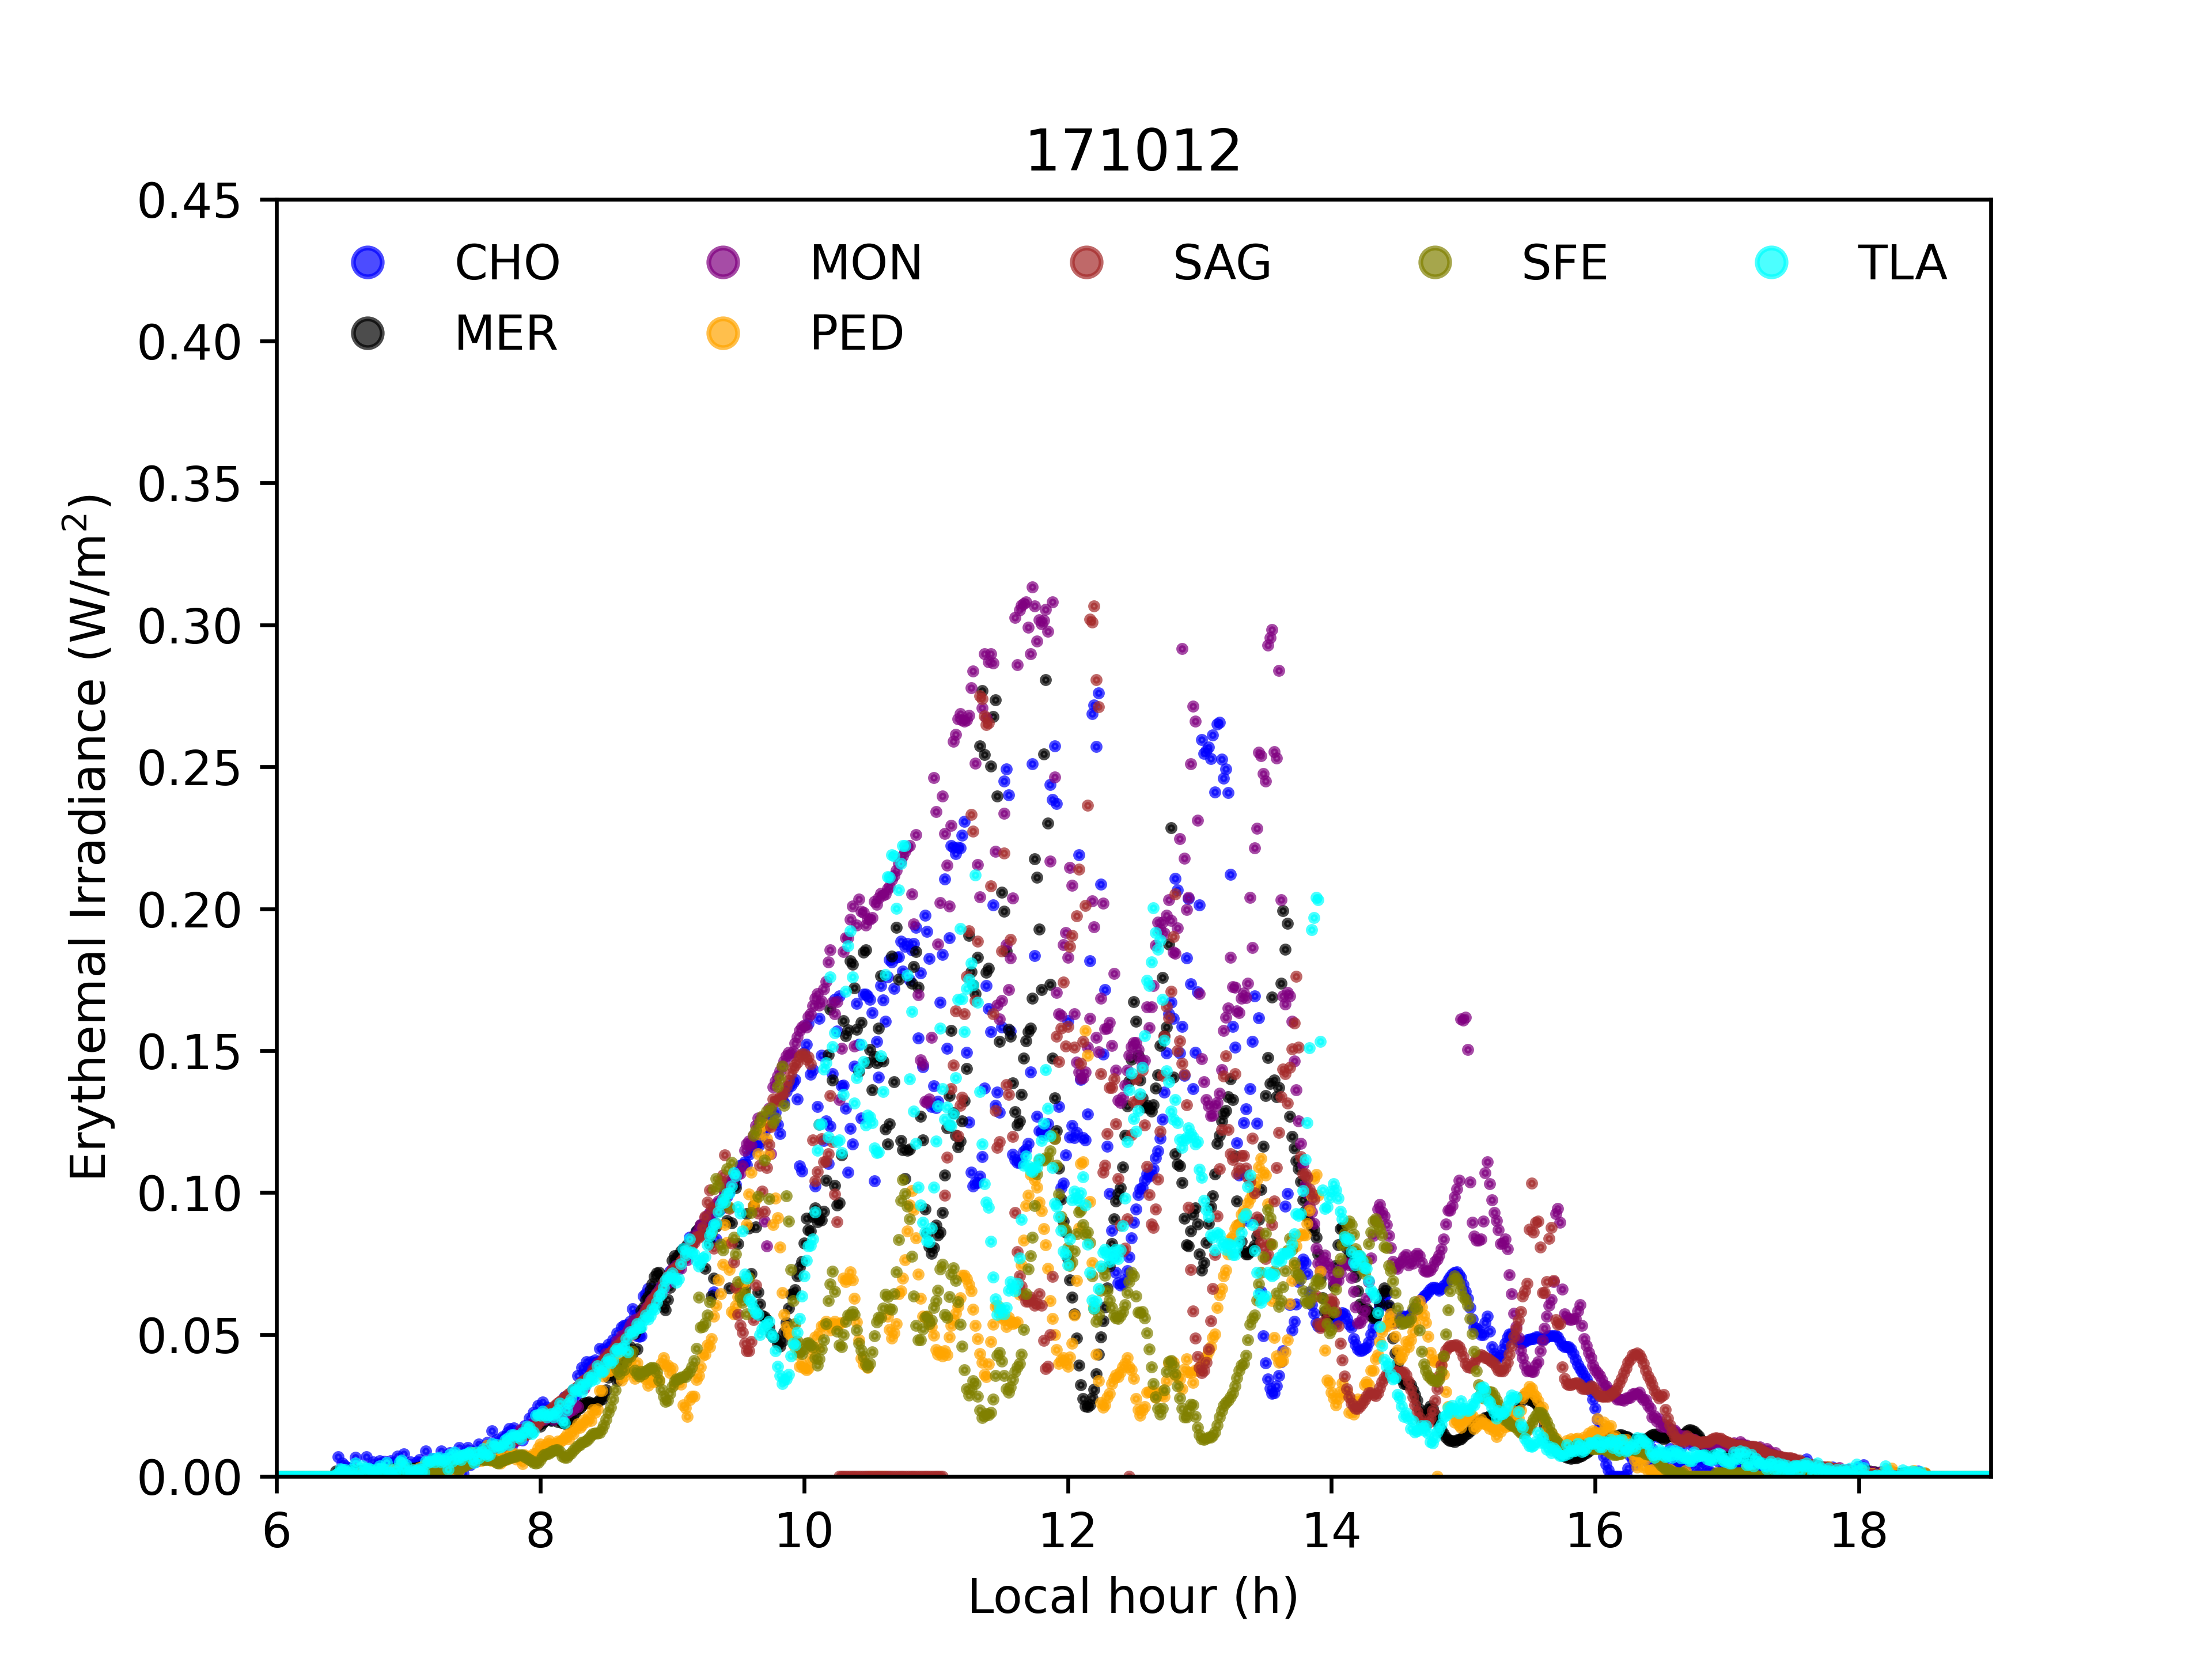 171012
0.45
0.40
0.35
0.30
0.25
0.20
0.15
0.10
0.05
0.00
Erythemal Irradiance (W/m²)
CHO MON SAG SFE TLA
MER PED
6 8 10 12 14 16 18
Local hour (h)